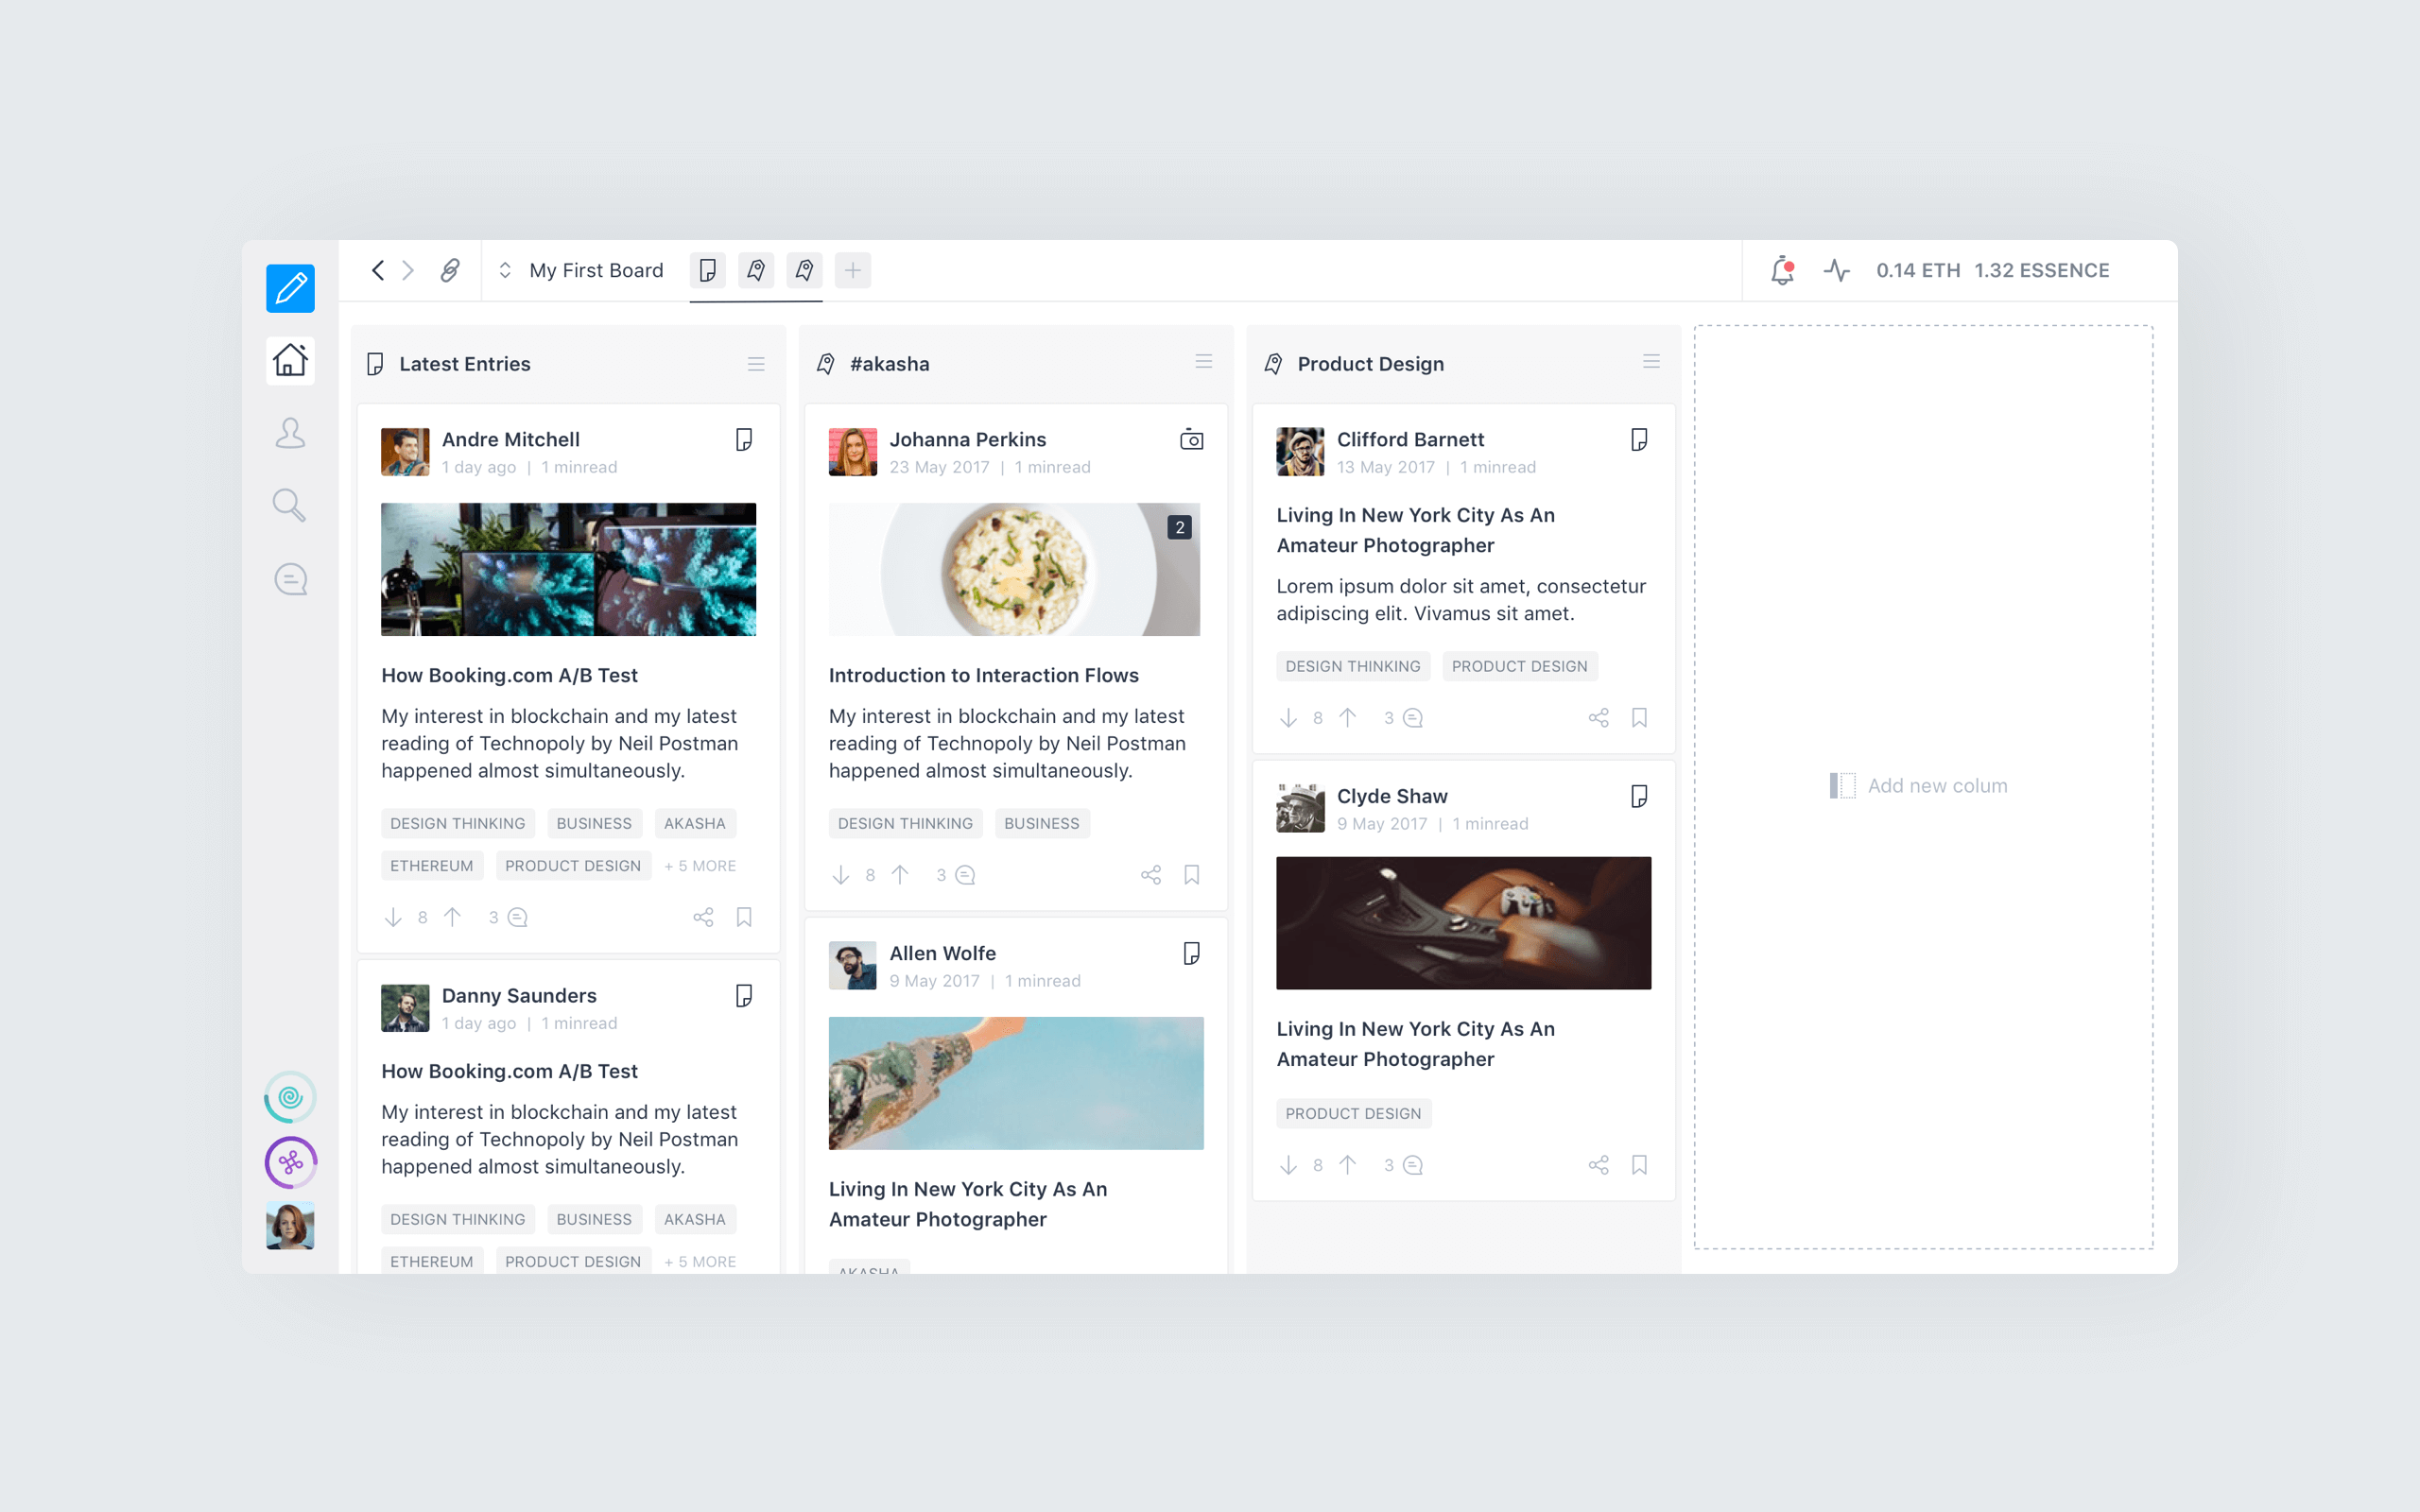 My First Board
0.14 ETH 1.32 ESSENCE
Latest Entries
Andre Mitchell
1 day ago | 1 minread
How Booking.com A/B Test
My interest in blockchain and my latest
reading of Technopoly by Neil Postman
happened almost simultaneously.
DESIGN THINKING BUSINESS AKASHA
ETHEREUM PRODUCT DESIGN + 5 MORE
8 3
Danny Saunders
1 day ago | 1 minread
How Booking.com A/B Test
My interest in blockchain and my latest
reading of Technopoly by Neil Postman
happened almost simultaneously.
DESIGN THINKING BUSINESS AKASHA
ETHEREUM PRODUCT DESIGN + 5 MORE
#akasha
Johanna Perkins
23 May 2017 | 1 minread
2
Introduction to Interaction Flows
My interest in blockchain and my latest
reading of Technopoly by Neil Postman
happened almost simultaneously.
DESIGN THINKING BUSINESS
8 3
Allen Wolfe
9 May 2017 | 1 minread
Living In New York City As An
Amateur Photographer
AKASHA
Product Design
Clifford Barnett
13 May 2017 | 1 minread
Living In New York City As An
Amateur Photographer
Lorem ipsum dolor sit amet, consectetur
adipiscing elit. Vivamus sit amet.
DESIGN THINKING PRODUCT DESIGN
8 3
Clyde Shaw
9 May 2017 | 1 minread
Living In New York City As An
Amateur Photographer
PRODUCT DESIGN
8 3
Add new colum